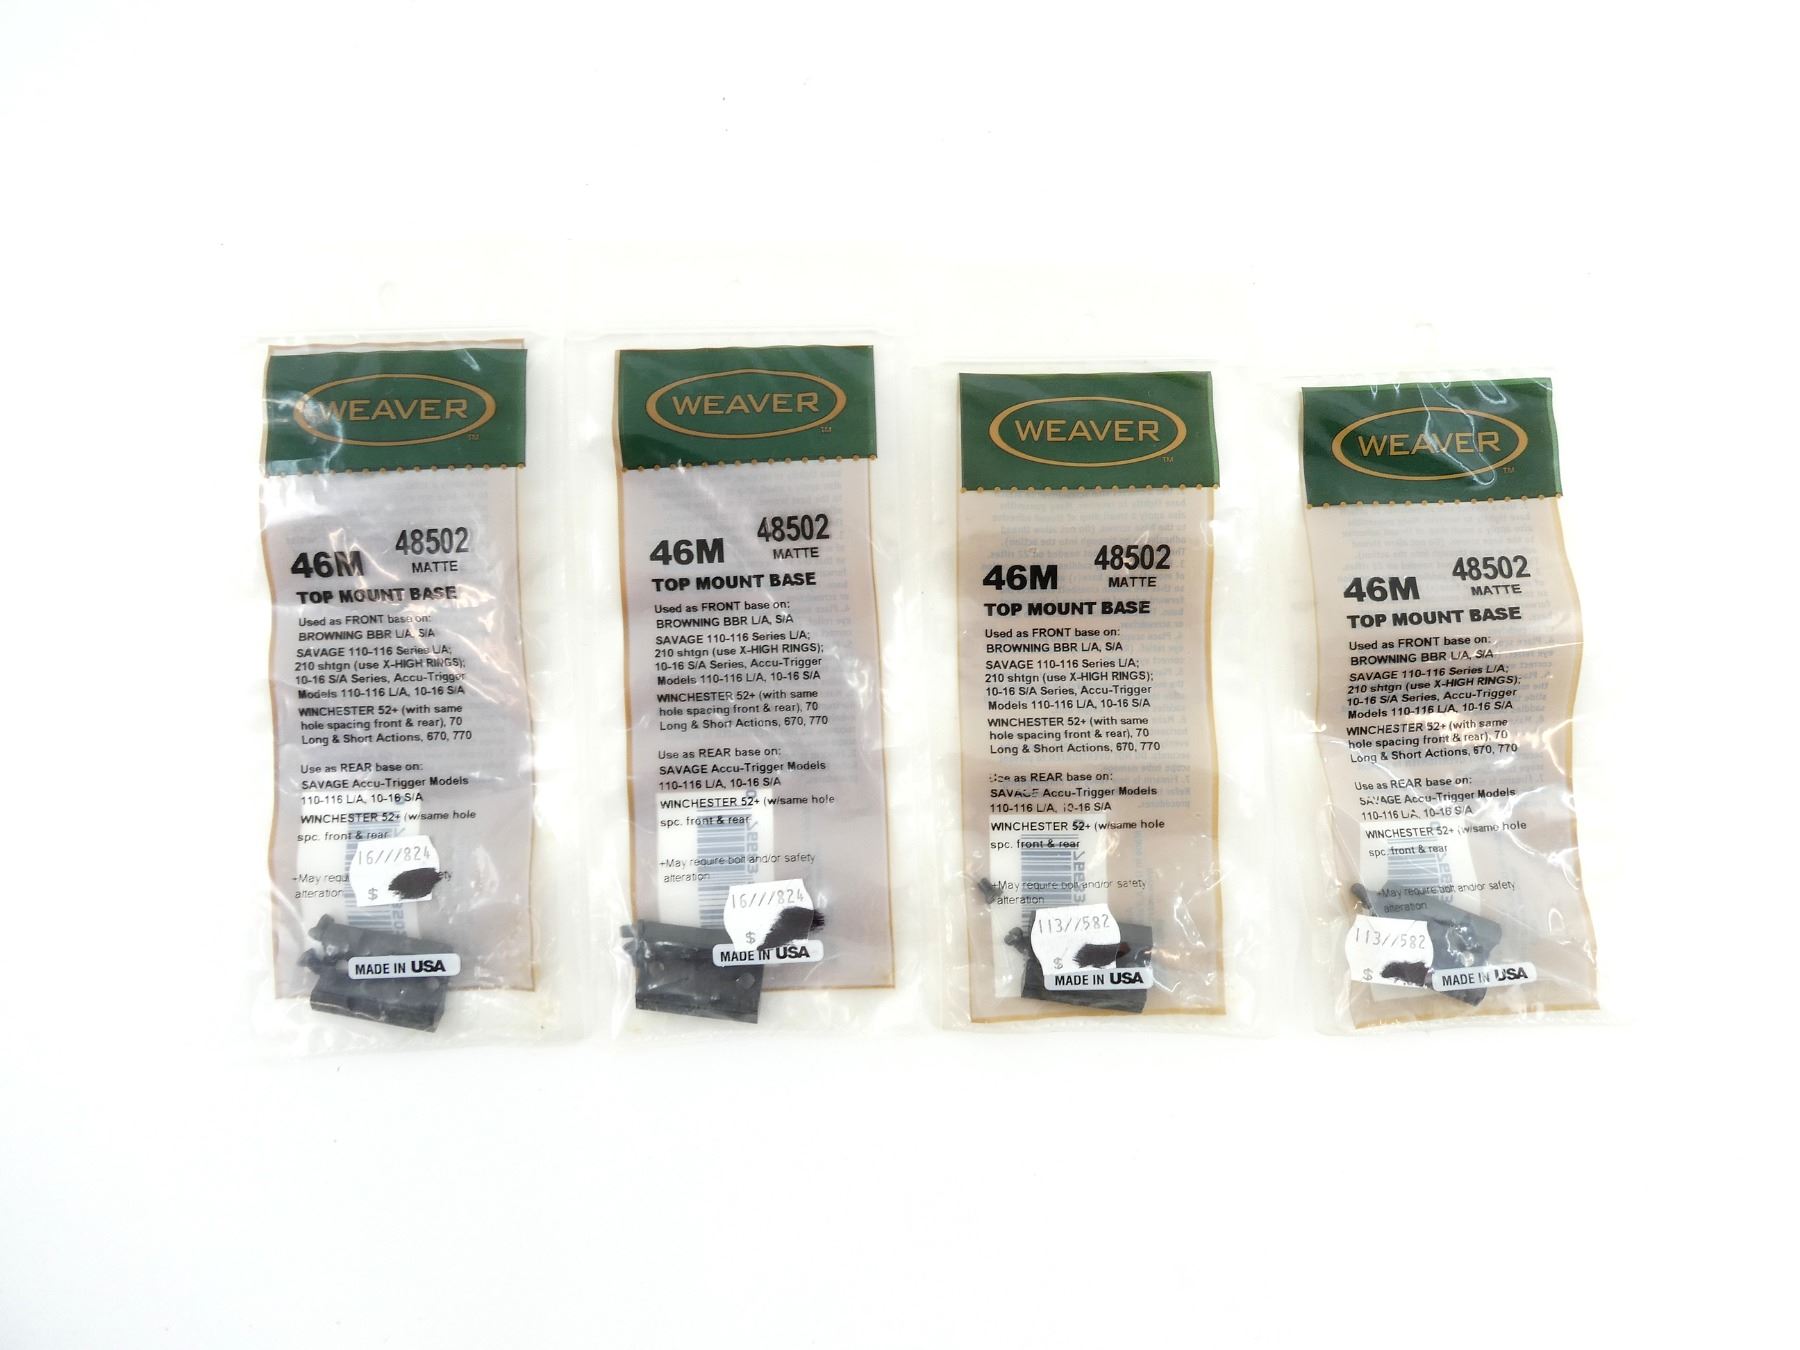 WEAVER
TM
46M 48502
MATTE
TOP MOUNT BASE
Used as FRONT base on:
BROWNING BBR L/A, S/A
SAVAGE 110-116 Series L/A;
210 shtgn (use X-HIGH RINGS);
10-16 S/A Series, Accu-Trigger
Models 110-116 L/A, 10-16 S/A
WINCHESTER 52+ (with same
hole spacing front & rear), 70
Long & Short Actions, 670, 770
Use as REAR base on:
SAVAGE Accu-Trigger Models
110-116 L/A, 10-16 S/A
WINCHESTER 52+ (w/same hole
spc. front & rear
16///824
$
+May requ
alteration
MADE IN USA
WEAVER
TM
46M 48502
MATTE
TOP MOUNT BASE
Used as FRONT base on:
BROWNING BBR L/A, S/A
SAVAGE 110-116 Series L/A;
210 shtgn (use X-HIGH RINGS);
10-16 S/A Series, Accu-Trigger
Models 110-116 L/A, 10-16 S/A
WINCHESTER 52+ (with same
hole spacing front & rear), 70
Long & Short Actions, 670, 770
Use as REAR base on:
SAVAGE Accu-Trigger Models
110-116 L/A, 10-16 S/A
WINCHESTER 52+ (w/same hole
spc. front & rear
+May require bolt and/or safety
alteration
16///824
$
MADE IN USA
WEAVER
TM
46M 48502
MATTE
TOP MOUNT BASE
Used as FRONT base on:
BROWNING BBR L/A, S/A
SAVAGE 110-116 Series L/A;
210 shtgn (use X-HIGH RINGS);
10-16 S/A Series, Accu-Trigger
Models 110-116 L/A, 10-16 S/A
WINCHESTER 52+ (with same
hole spacing front & rear), 70
Long & Short Actions, 670, 770
Use as REAR base on:
SAVAGE Accu-Trigger Models
110-116 L/A, 10-16 S/A
WINCHESTER 52+ (w/same hole
spc. front & rear
+May require bolt and/or safety
alteration
113//582
$
MADE IN USA
WEAVER
TM
46M 48502
MATTE
TOP MOUNT BASE
Used as FRONT base on:
BROWNING BBR L/A, S/A
SAVAGE 110-116 Series L/A;
210 shtgn (use X-HIGH RINGS);
10-16 S/A Series, Accu-Trigger
Models 110-116 L/A, 10-16 S/A
WINCHESTER 52+ (with same
hole spacing front & rear), 70
Long & Short Actions, 670, 770
Use as REAR base on:
SAVAGE Accu-Trigger Models
110-116 L/A, 10-16 S/A
WINCHESTER 52+ (w/same hole
spc. front & rear
+May require bolt and/or safety
alteration
113//582
$
MADE IN USA